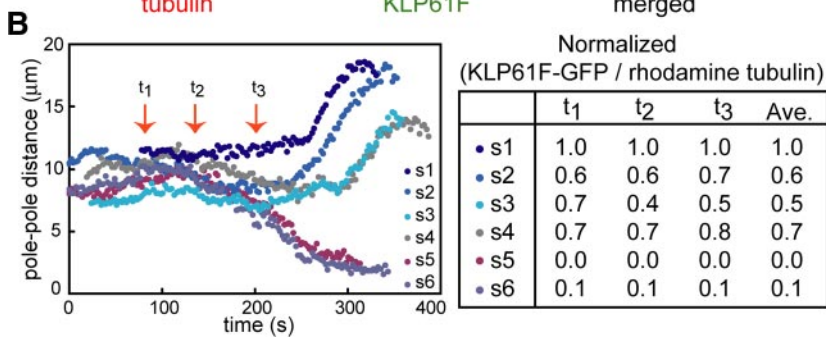 tubulin KLP61F merged
B
20
15
10
5
0
pole-pole distance (μm)
t1 t2 t3
s1
s2
s3
s4
s5
s6
0 100 200 300 400
time (s)
Normalized
(KLP61F-GFP / rhodamine tubulin)
t1 t2 t3 Ave.
s1 1.0 1.0 1.0 1.0
s2 0.6 0.6 0.7 0.6
s3 0.7 0.4 0.5 0.5
s4 0.7 0.7 0.8 0.7
s5 0.0 0.0 0.0 0.0
s6 0.1 0.1 0.1 0.1